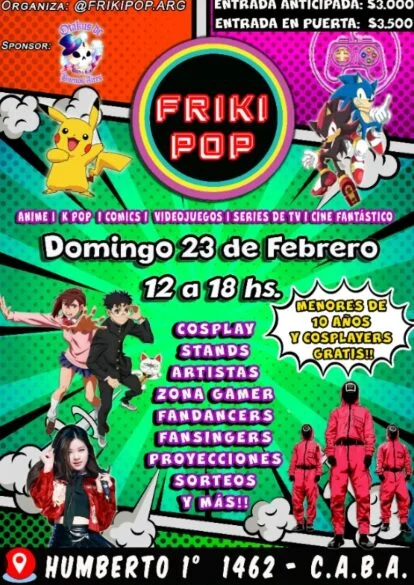 ORGANIZA: @FRIKIPOP.ARG
ENTRADA ANTICIPADA: $3.000
ENTRADA EN PUERTA: $3.500
SPONSOR:
FRIKI
POP
ANIME | K POP | COMICS | VIDEOJUEGOS | SERIES DE TV | CINE FANTÁSTICO
Domingo 23 de Febrero
12 a 18 hs.
MENORES DE
10 AÑOS
Y COSPLAYERS
GRATIS!!
COSPLAY
STANDS
ARTISTAS
ZONA GAMER
FANDANCERS
FANSINGERS
PROYECCIONES
SORTEOS
Y MÁS!!
HUMBERTO 1° 1462 - C.A.B.A.